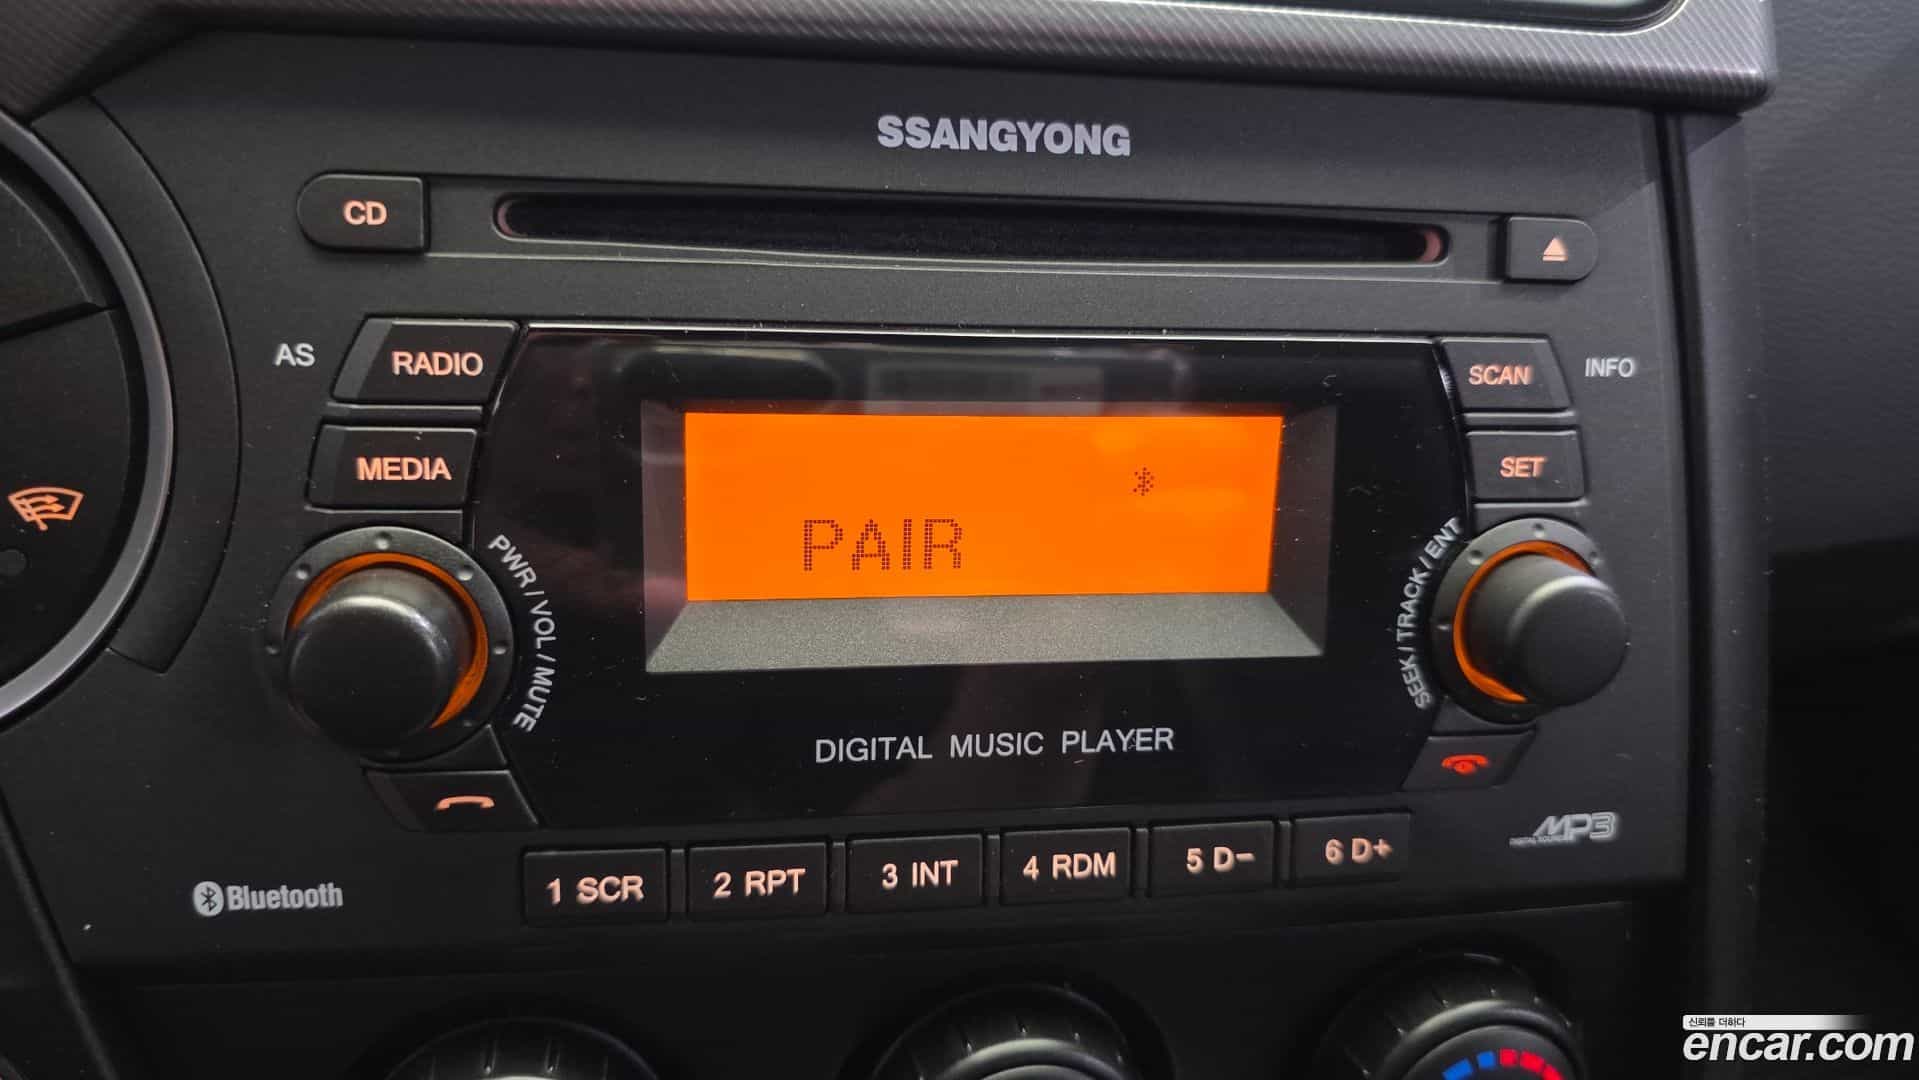 SSANGYONG
CD
AS
RADIO
SCAN
INFO
MEDIA
SET
PAIR
PWR / VOL / MUTE
SEEK / TRACK / ENT
DIGITAL MUSIC PLAYER
MP3
DIGITAL SOUND
Bluetooth
1 SCR
2 RPT
3 INT
4 RDM
5 D-
6 D+
신뢰를 더하다
encar.com